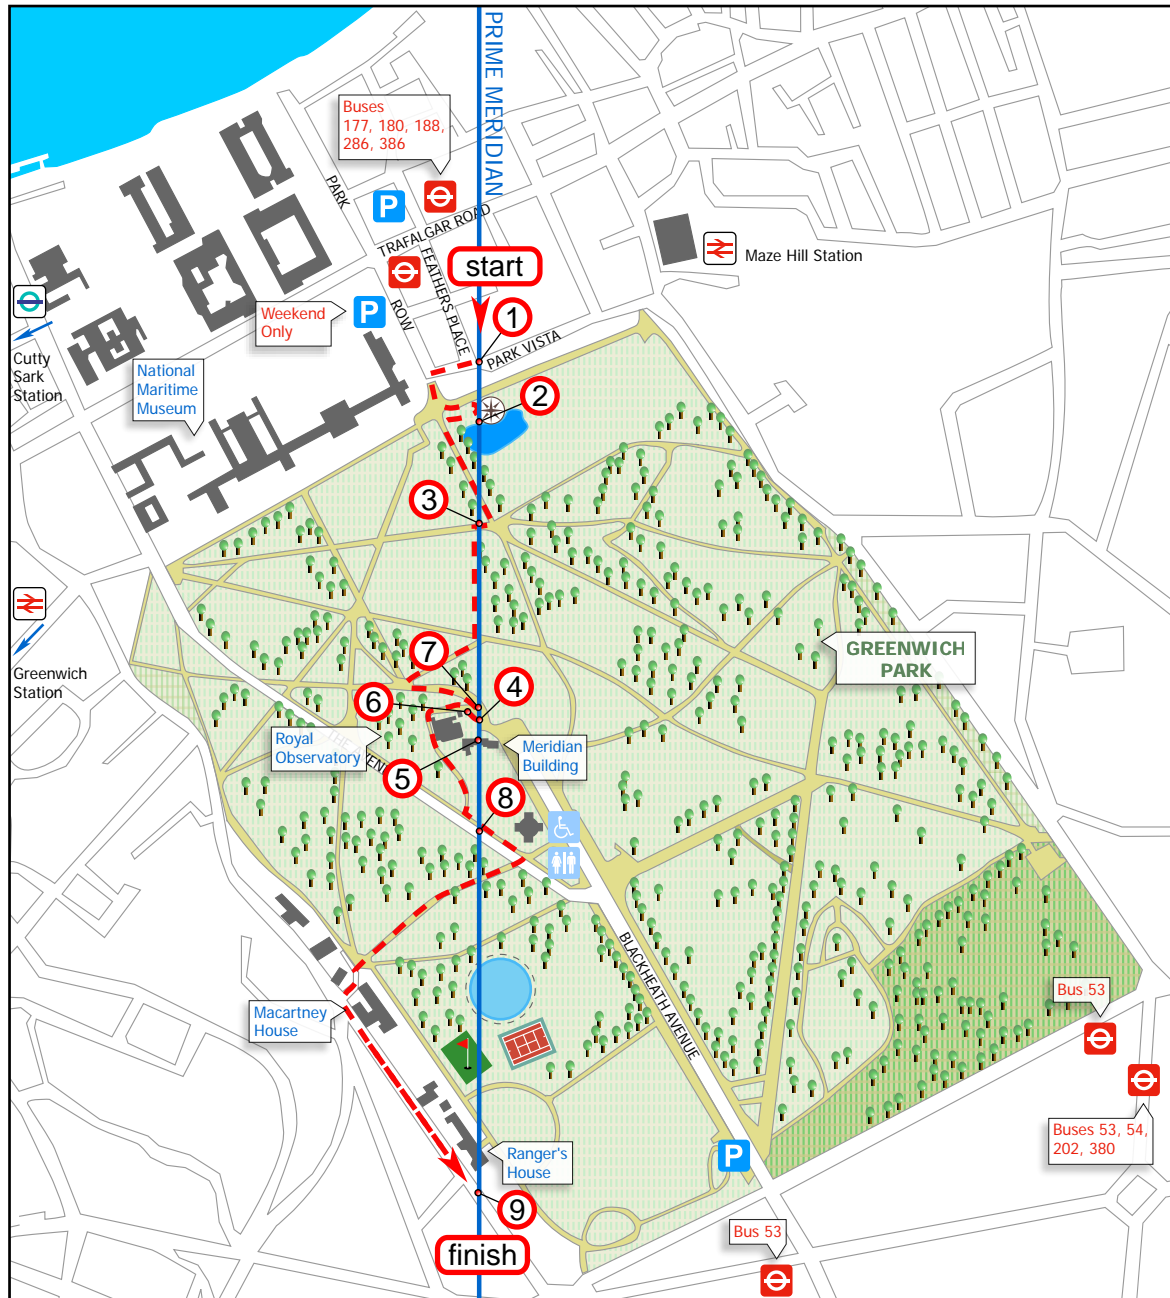 PRIME MERIDIAN
Buses
177, 180, 188,
286, 386
PARK
P
TRAFALGAR ROAD
FEATHERS PLACE
start
Maze Hill Station
Weekend
Only
P
ROW
1
PARK VISTA
Cutty
Sark
Station
National
Maritime
Museum
2
3
GREENWICH
PARK
Greenwich
Station
7
4
6
Royal
Observatory
THE AVENUE
Meridian
Building
5
8
BLACKHEATH AVENUE
Macartney
House
Bus 53
Buses 53, 54,
202, 380
Ranger's
House
P
9
Bus 53
finish